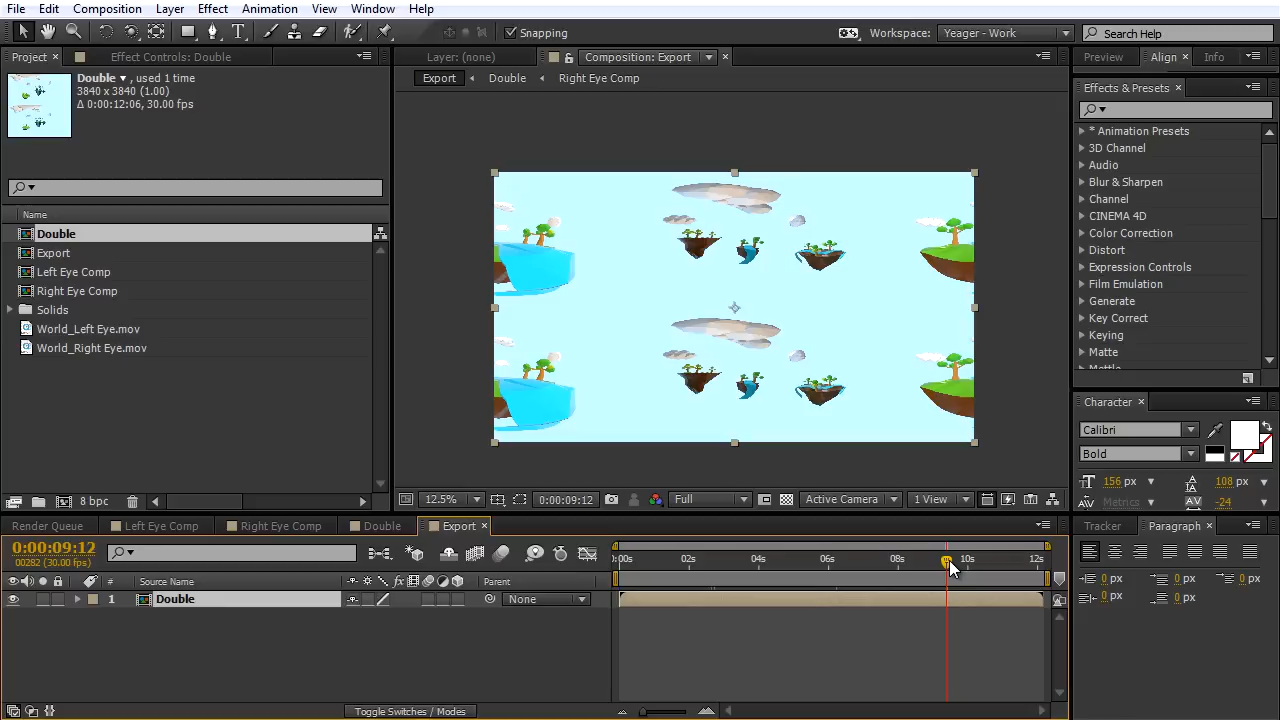 File Edit Composition Layer Effect Animation View Window Help
Snapping Workspace: Yeager - Work Search Help
Project Effect Controls: Double Layer: (none) Composition: Export Preview Align Info
Double , used 1 time
3840 x 3840 (1.00)
Δ 0:00:12:06, 30.00 fps
Export Double Right Eye Comp
Effects & Presets
* Animation Presets
3D Channel
Audio
Blur & Sharpen
Channel
CINEMA 4D
Color Correction
Distort
Expression Controls
Film Emulation
Generate
Key Correct
Keying
Matte
Mettle
Name
Double
Export
Left Eye Comp
Right Eye Comp
Solids
World_Left Eye.mov
World_Right Eye.mov
8 bpc
12.5% 0:00:09:12 Full Active Camera 1 View
Character
Calibri
Bold
156 px 108 px
Metrics -24
Render Queue Left Eye Comp Right Eye Comp Double Export
Tracker Paragraph
0:00:09:12
00282 (30.00 fps)
:00s 02s 04s 06s 08s 10s 12s
# Source Name Parent
1 Double None
0 px 0 px 0 px
0 px 0 px
Toggle Switches / Modes